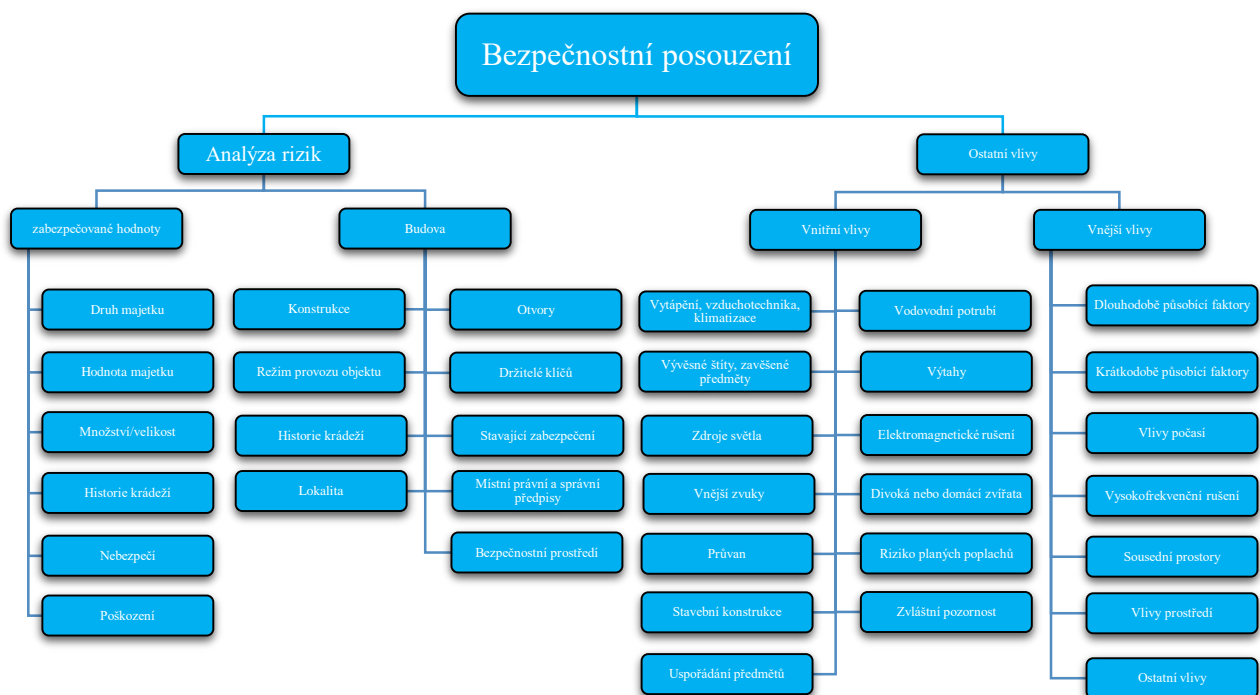 Bezpečnostní posouzení
Analýza rizik
Ostatní vlivy
zabezpečované hodnoty
Budova
Vnitřní vlivy
Vnější vlivy
Druh majetku
Hodnota majetku
Množství/velikost
Historie krádeží
Nebezpečí
Poškození
Konstrukce
Režim provozu objektu
Historie krádeží
Lokalita
Otvory
Držitelé klíčů
Stavající zabezpečení
Místní právní a správní
předpisy
Bezpečnostní prostředí
Vytápění, vzduchotechnika,
klimatizace
Vývěsné štíty, zavěšené
předměty
Zdroje světla
Vnější zvuky
Průvan
Stavební konstrukce
Uspořádání předmětů
Vodovodní potrubí
Výtahy
Elektromagnetické rušení
Divoká nebo domácí zvířata
Riziko planých poplachů
Zvláštní pozornost
Dlouhodobě působící faktory
Krátkodobě působící faktory
Vlivy počasí
Vysokofrekvenční rušení
Sousední prostory
Vlivy prostředí
Ostatní vlivy